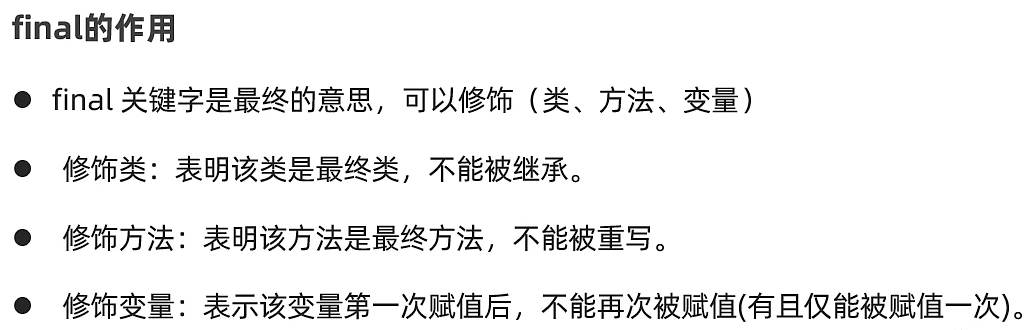 final的作用
● final 关键字是最终的意思，可以修饰（类、方法、变量）
● 修饰类：表明该类是最终类，不能被继承。
● 修饰方法：表明该方法是最终方法，不能被重写。
● 修饰变量：表示该变量第一次赋值后，不能再次被赋值(有且仅能被赋值一次)。